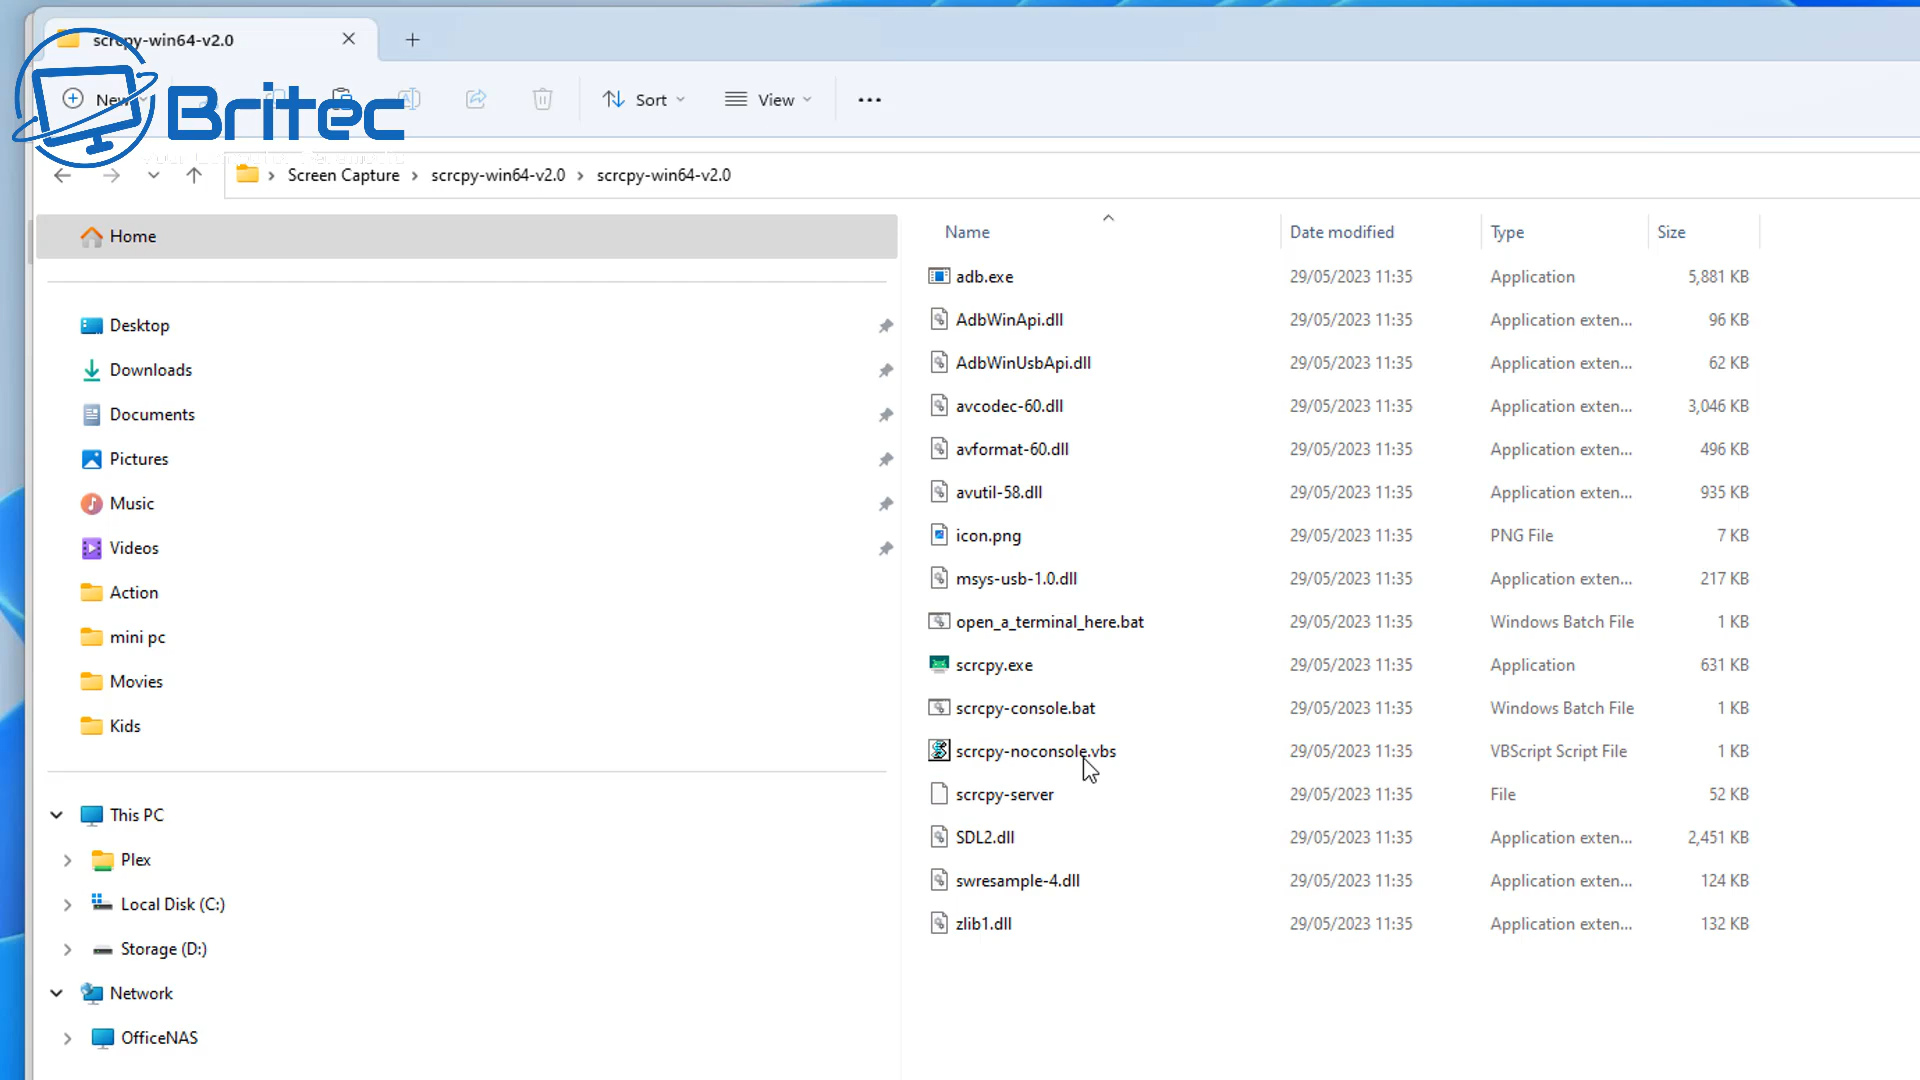 scrcpy-win64-v2.0
New
Sort
View
Britec
Screen Capture > scrcpy-win64-v2.0 > scrcpy-win64-v2.0
Home
Desktop
Downloads
Documents
Pictures
Music
Videos
Action
mini pc
Movies
Kids
This PC
Plex
Local Disk (C:)
Storage (D:)
Network
OfficeNAS
Name Date modified Type Size
adb.exe 29/05/2023 11:35 Application 5,881 KB
AdbWinApi.dll 29/05/2023 11:35 Application exten... 96 KB
AdbWinUsbApi.dll 29/05/2023 11:35 Application exten... 62 KB
avcodec-60.dll 29/05/2023 11:35 Application exten... 3,046 KB
avformat-60.dll 29/05/2023 11:35 Application exten... 496 KB
avutil-58.dll 29/05/2023 11:35 Application exten... 935 KB
icon.png 29/05/2023 11:35 PNG File 7 KB
msys-usb-1.0.dll 29/05/2023 11:35 Application exten... 217 KB
open_a_terminal_here.bat 29/05/2023 11:35 Windows Batch File 1 KB
scrcpy.exe 29/05/2023 11:35 Application 631 KB
scrcpy-console.bat 29/05/2023 11:35 Windows Batch File 1 KB
scrcpy-noconsole.vbs 29/05/2023 11:35 VBScript Script File 1 KB
scrcpy-server 29/05/2023 11:35 File 52 KB
SDL2.dll 29/05/2023 11:35 Application exten... 2,451 KB
swresample-4.dll 29/05/2023 11:35 Application exten... 124 KB
zlib1.dll 29/05/2023 11:35 Application exten... 132 KB